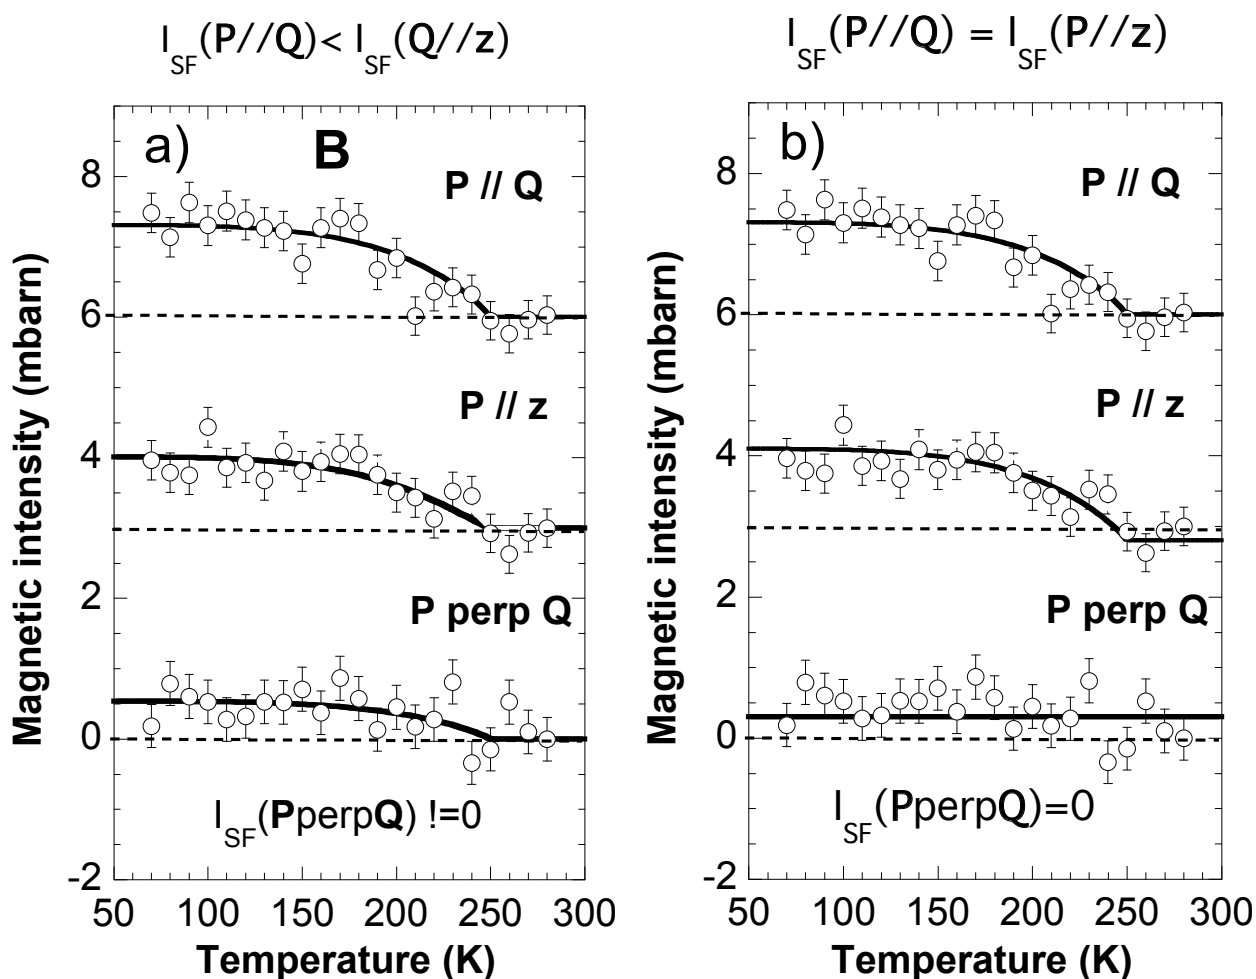 I_SF(P//Q) < I_SF(Q//z)
I_SF(P//Q) = I_SF(P//z)
a) B
P // Q
P // z
P perp Q
I_SF(PperpQ) !=0
8
6
4
2
0
-2
50 100 150 200 250 300
Temperature (K)
Magnetic intensity (mbarn)
b)
P // Q
P // z
P perp Q
I_SF(PperpQ)=0
8
6
4
2
0
-2
50 100 150 200 250 300
Temperature (K)
Magnetic intensity (mbarn)